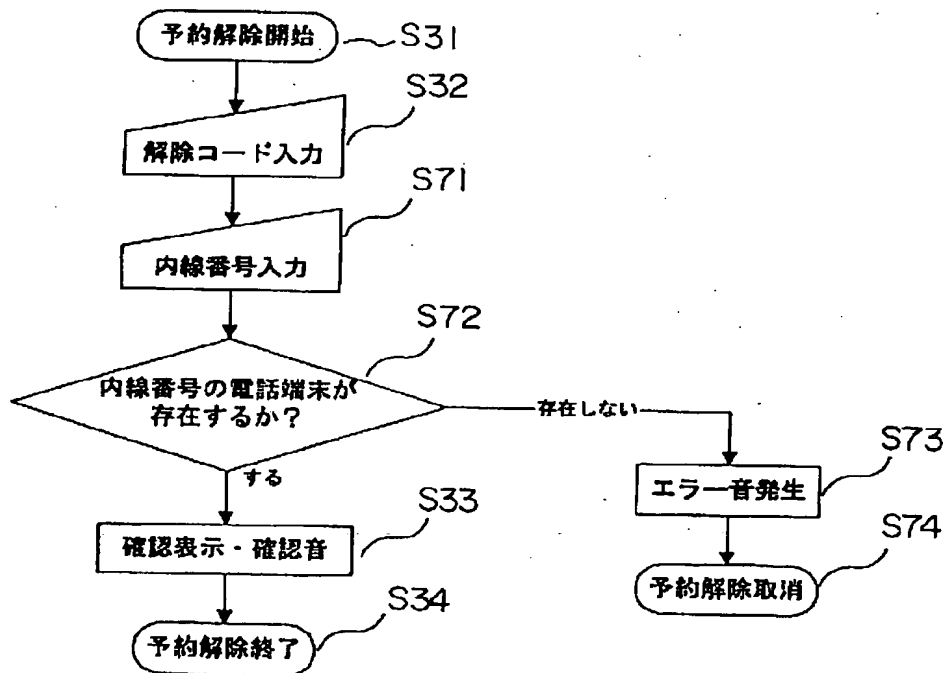 予約解除開始
S31
S32
解除コード入力
S71
内線番号入力
S72
内線番号の電話端末が
存在するか?
存在しない
する
S73
エラー音発生
S33
確認表示・確認音
S74
予約解除取消
S34
予約解除終了